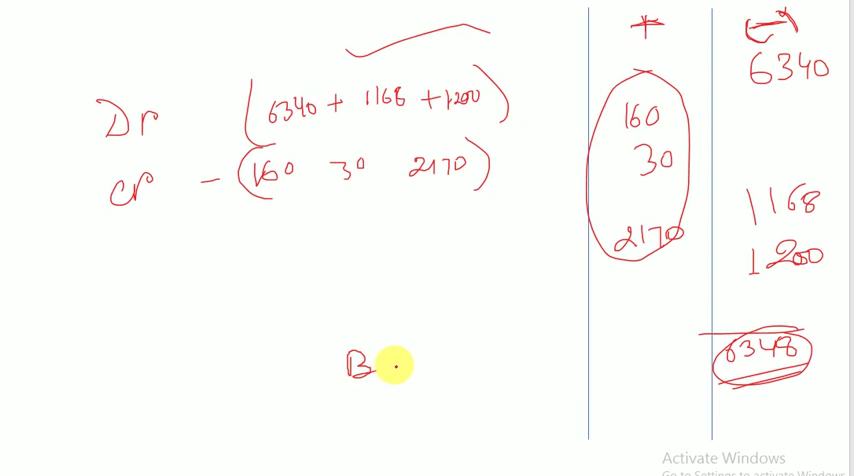 +
6340
Dr (6340 + 1168 + 1200)
160
Cr - (160 30 2170)
30
1168
2170
1200
6348
B
Activate Windows
Go to Settings to activate Windows